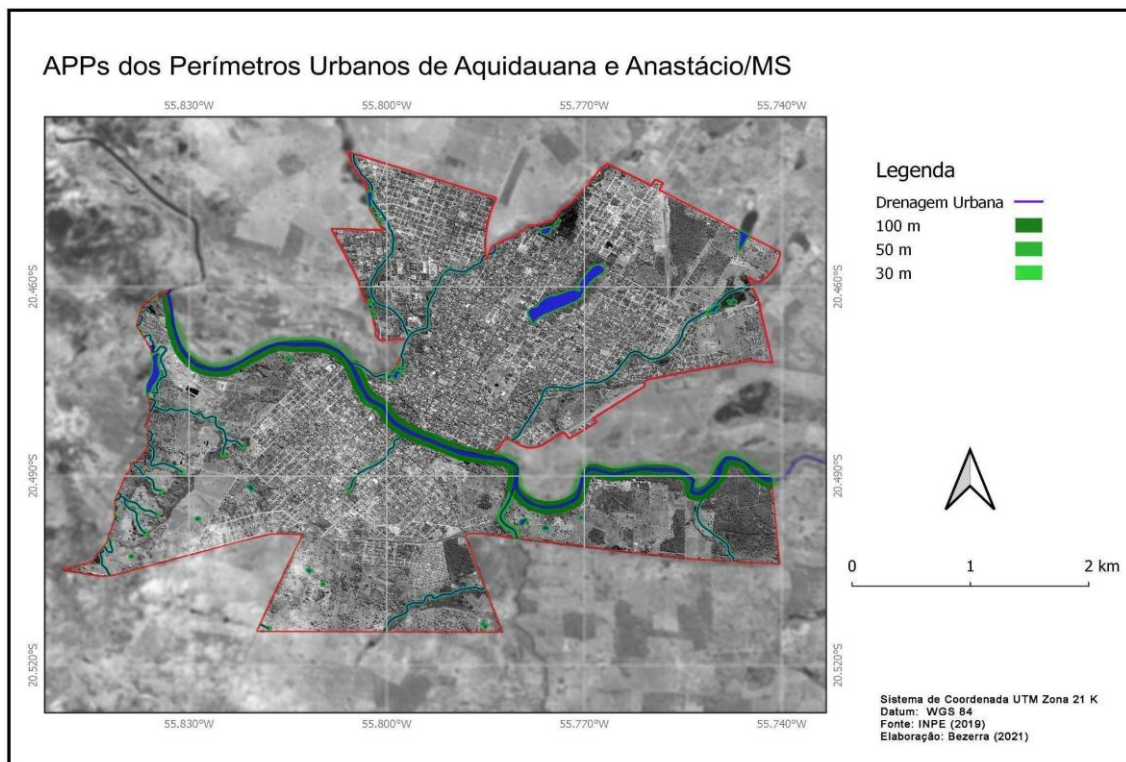 APPs dos Perímetros Urbanos de Aquidauana e Anastácio/MS
55.830°W 55.800°W 55.770°W 55.740°W
20.460°S 20.460°S
20.490°S 20.490°S
20.520°S 20.520°S
55.830°W 55.800°W 55.770°W 55.740°W
Legenda
Drenagem Urbana
100 m
50 m
30 m
0 1 2 km
Sistema de Coordenada UTM Zona 21 K
Datum: WGS 84
Fonte: INPE (2019)
Elaboração: Bezerra (2021)